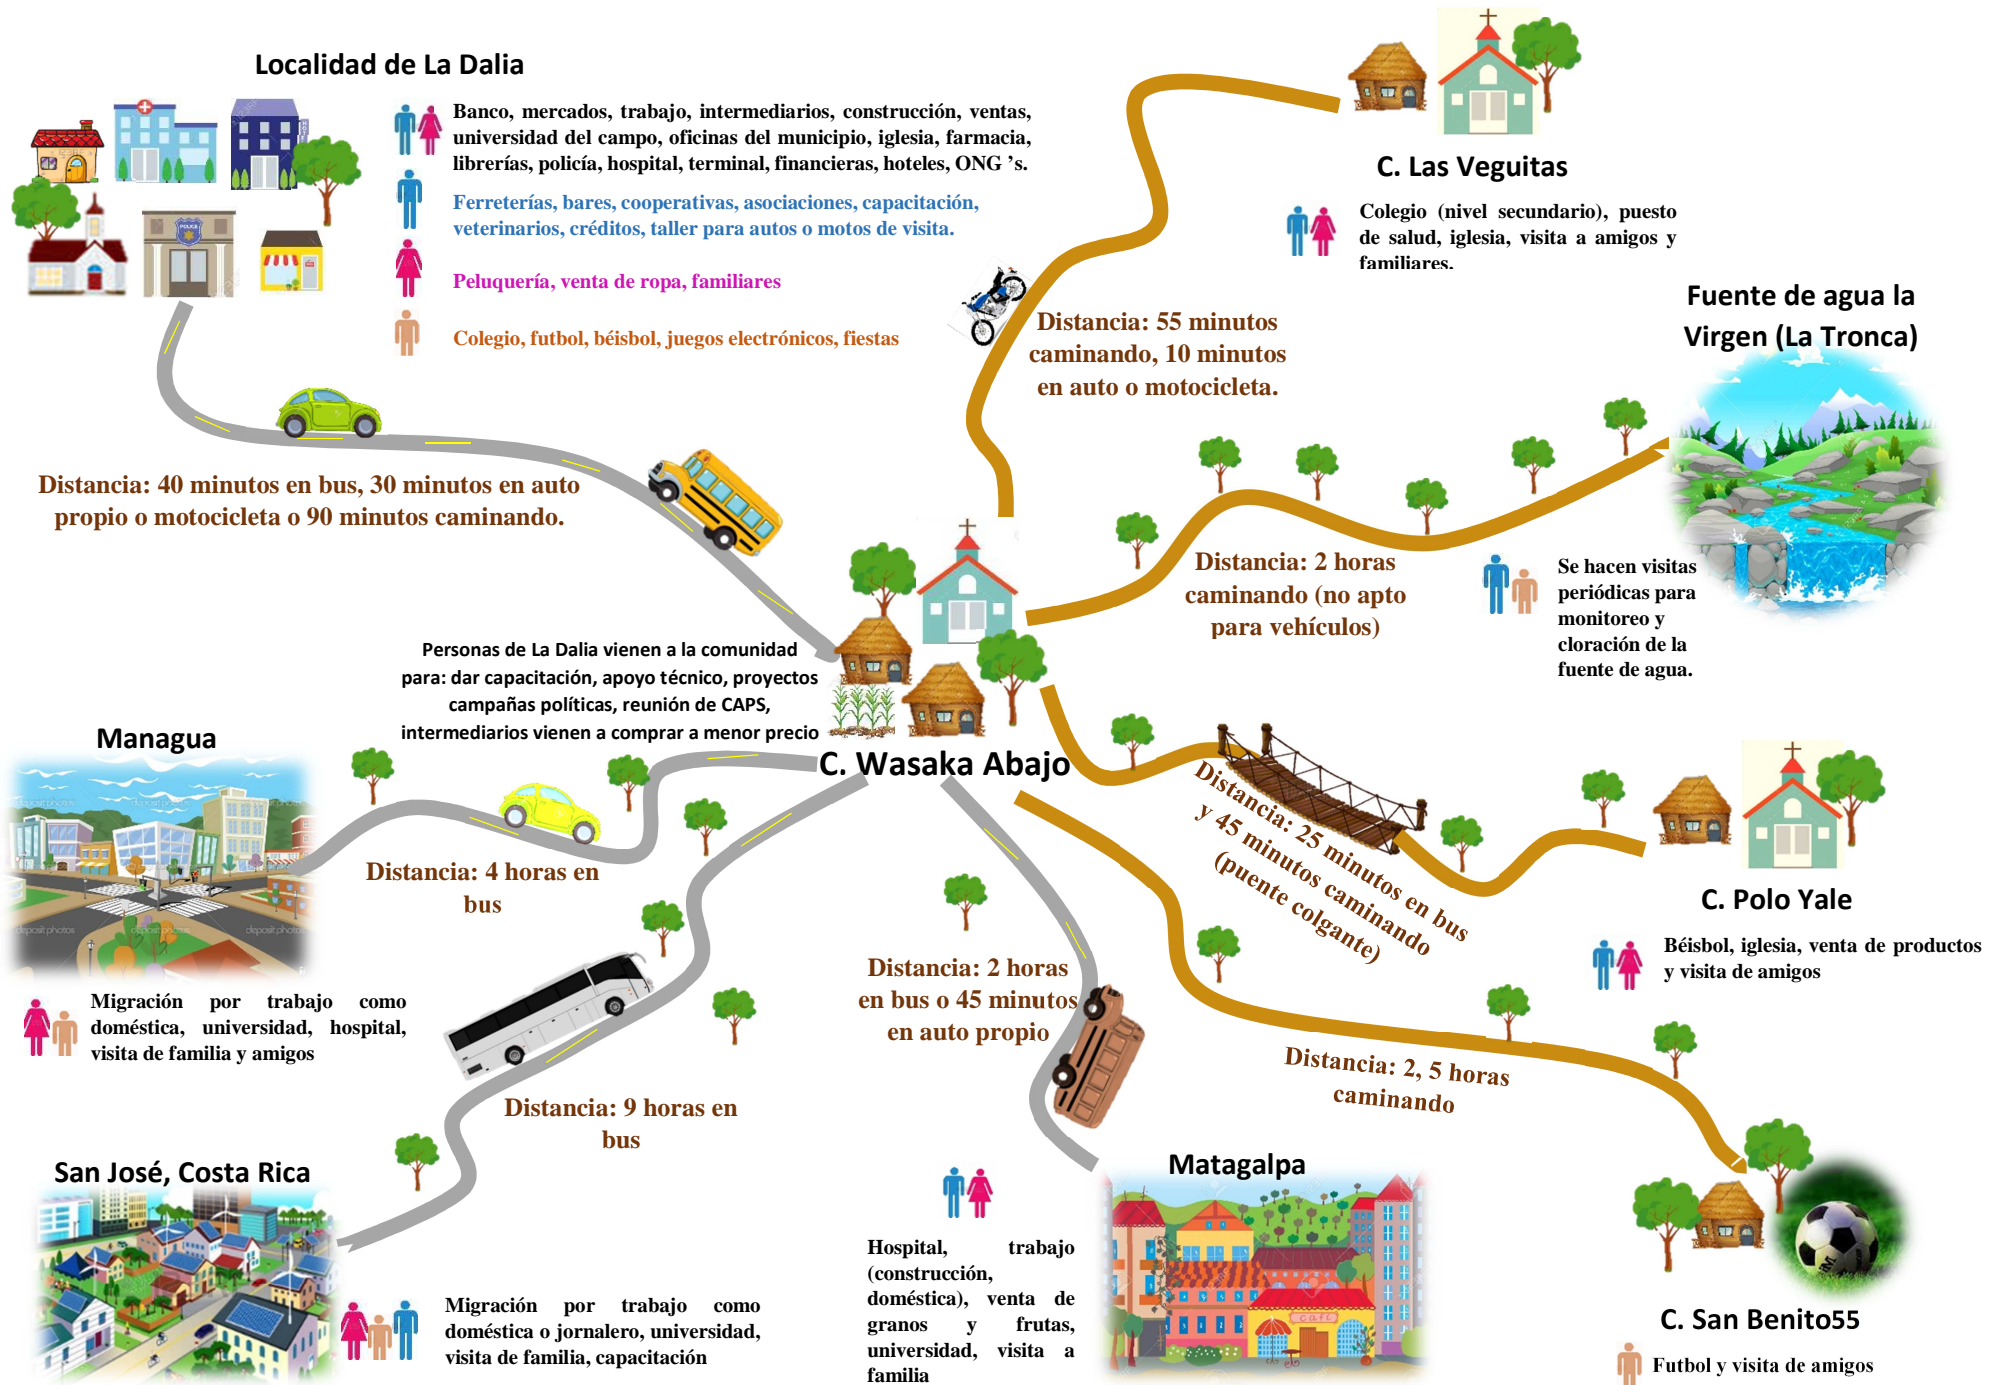 Localidad de La Dalia
Banco, mercados, trabajo, intermediarios, construcción, ventas,
universidad del campo, oficinas del municipio, iglesia, farmacia,
librerías, policía, hospital, terminal, financieras, hoteles, ONG ’s.
Ferreterías, bares, cooperativas, asociaciones, capacitación,
veterinarios, créditos, taller para autos o motos de visita.
Peluquería, venta de ropa, familiares
Colegio, futbol, béisbol, juegos electrónicos, fiestas
POLICE
Distancia: 40 minutos en bus, 30 minutos en auto
propio o motocicleta o 90 minutos caminando.
C. Las Veguitas
Colegio (nivel secundario), puesto
de salud, iglesia, visita a amigos y
familiares.
Distancia: 55 minutos
caminando, 10 minutos
en auto o motocicleta.
Fuente de agua la
Virgen (La Tronca)
Distancia: 2 horas
caminando (no apto
para vehículos)
Se hacen visitas
periódicas para
monitoreo y
cloración de la
fuente de agua.
Personas de La Dalia vienen a la comunidad
para: dar capacitación, apoyo técnico, proyectos
campañas políticas, reunión de CAPS,
intermediarios vienen a comprar a menor precio
C. Wasaka Abajo
Managua
depositphotos
depositphotos
depositphotos
depositphotos
depositphotos
Distancia: 4 horas en
bus
Migración por trabajo como
doméstica, universidad, hospital,
visita de familia y amigos
Distancia: 25 minutos en bus
y 45 minutos caminando
(puente colgante)
C. Polo Yale
Béisbol, iglesia, venta de productos
y visita de amigos
Distancia: 2 horas
en bus o 45 minutos
en auto propio
Distancia: 2, 5 horas
caminando
Distancia: 9 horas en
bus
San José, Costa Rica
Migración por trabajo como
doméstica o jornalero, universidad,
visita de familia, capacitación
Matagalpa
Cafe
Hospital, trabajo
(construcción,
doméstica), venta de
granos y frutas,
universidad, visita a
familia
C. San Benito55
Futbol y visita de amigos